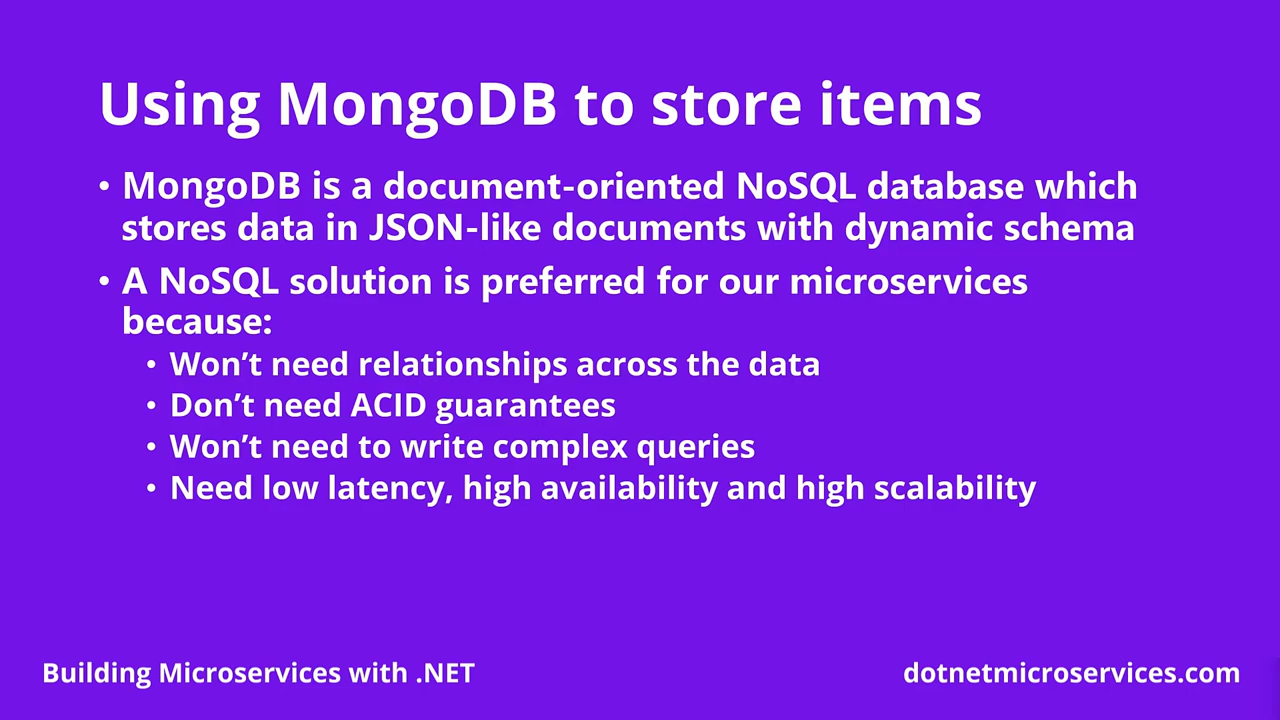 Using MongoDB to store items
• MongoDB is a document-oriented NoSQL database which
stores data in JSON-like documents with dynamic schema
• A NoSQL solution is preferred for our microservices
because:
• Won’t need relationships across the data
• Don’t need ACID guarantees
• Won’t need to write complex queries
• Need low latency, high availability and high scalability
Building Microservices with .NET
dotnetmicroservices.com